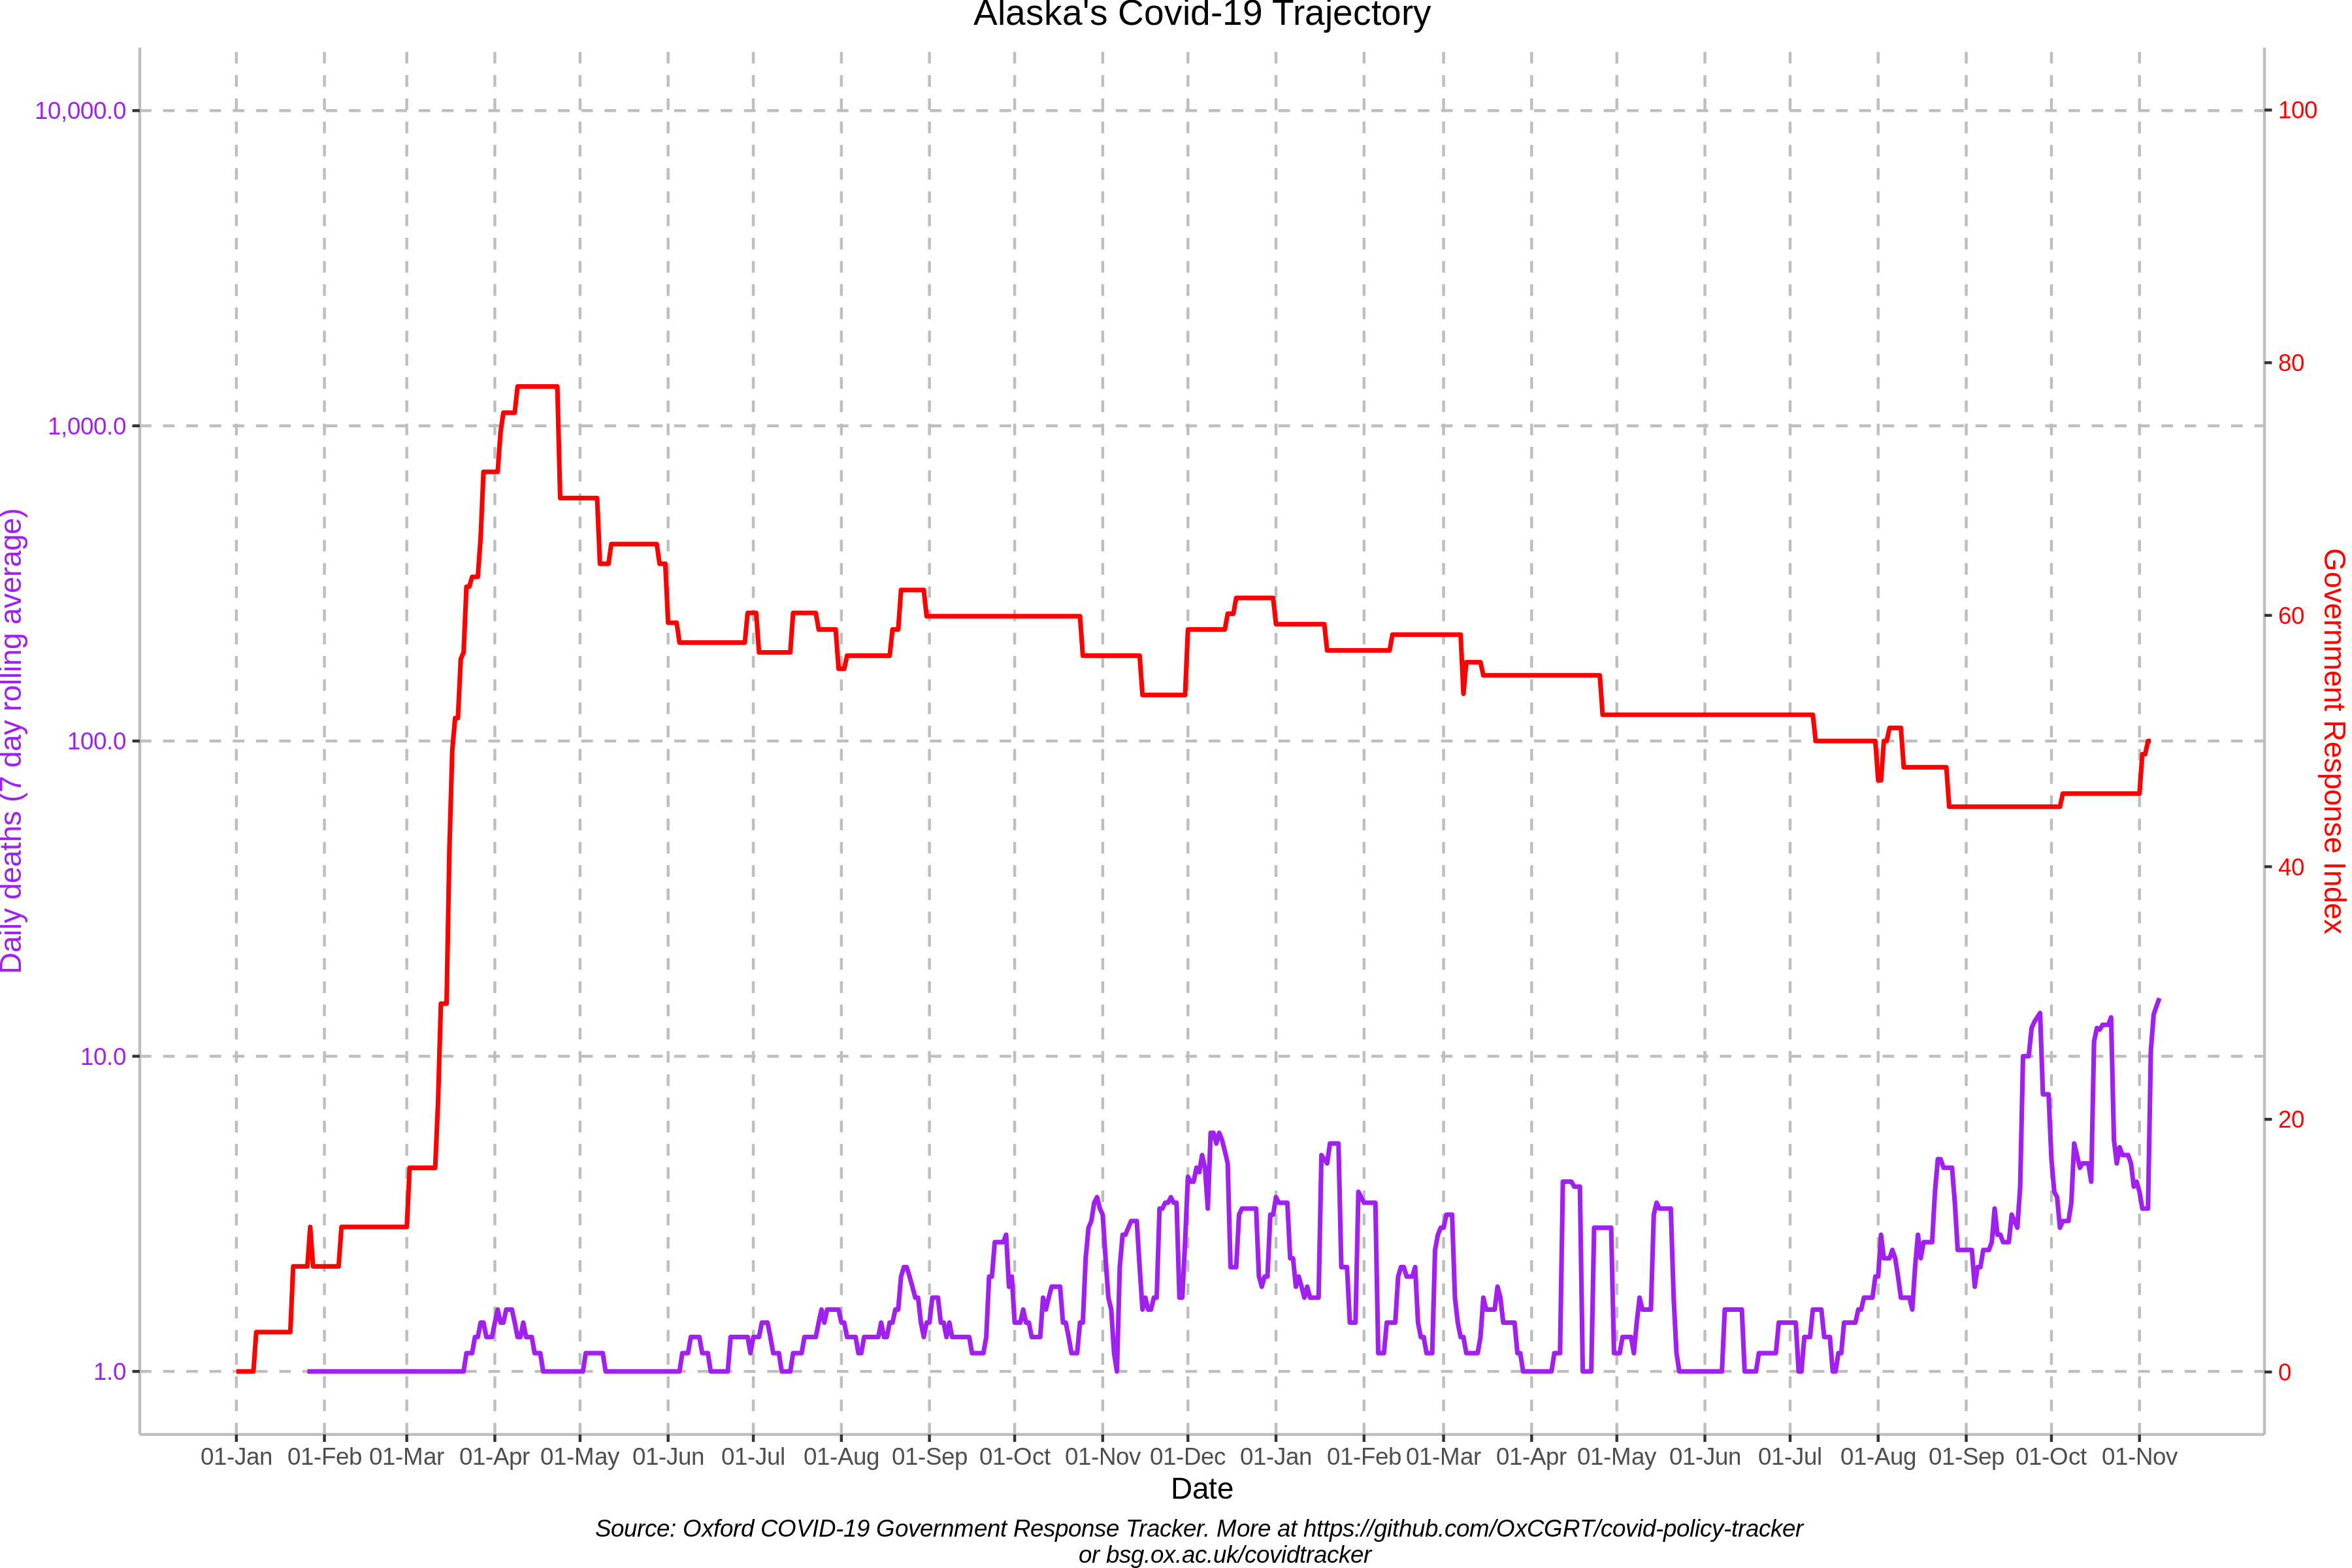 Alaska's Covid-19 Trajectory
10,000.0
1,000.0
100.0
10.0
1.0
Daily deaths (7 day rolling average)
100
80
60
40
20
0
Government Response Index
01-Jan 01-Feb 01-Mar 01-Apr 01-May 01-Jun 01-Jul 01-Aug 01-Sep 01-Oct 01-Nov 01-Dec 01-Jan 01-Feb 01-Mar 01-Apr 01-May 01-Jun 01-Jul 01-Aug 01-Sep 01-Oct 01-Nov
Date
Source: Oxford COVID-19 Government Response Tracker. More at https://github.com/OxCGRT/covid-policy-tracker
or bsg.ox.ac.uk/covidtracker